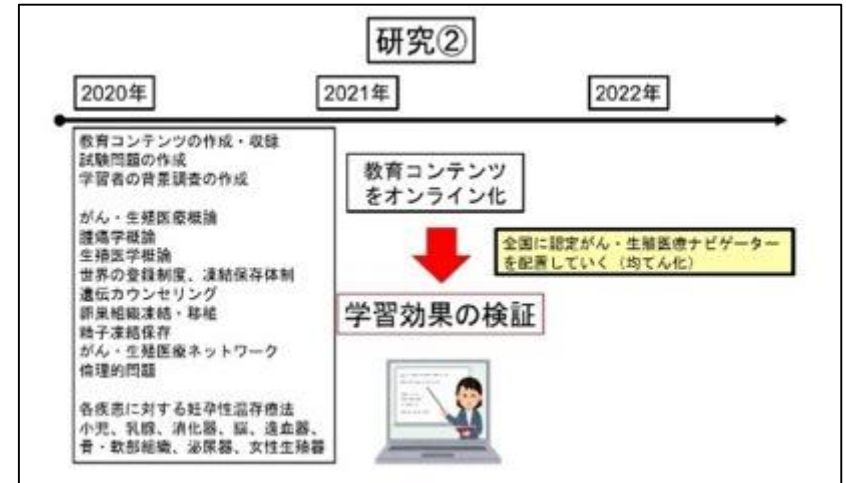 研究②
2020年
2021年
2022年
教育コンテンツの作成・収録
試験問題の作成
学習者の背景調査の作成
がん・生殖医療概論
腫瘍学概論
生殖医学概論
世界の登録制度、凍結保存体制
遺伝カウンセリング
卵巣組織凍結・移植
精子凍結保存
がん・生殖医療ネットワーク
倫理的問題
各疾患に対する妊孕性温存療法
小児、乳腺、消化器、脳、造血器、
骨・軟部組織、泌尿器、女性生殖器
教育コンテンツ
をオンライン化
全国に認定がん・生殖医療ナビゲーター
を配置していく（均てん化）
学習効果の検証